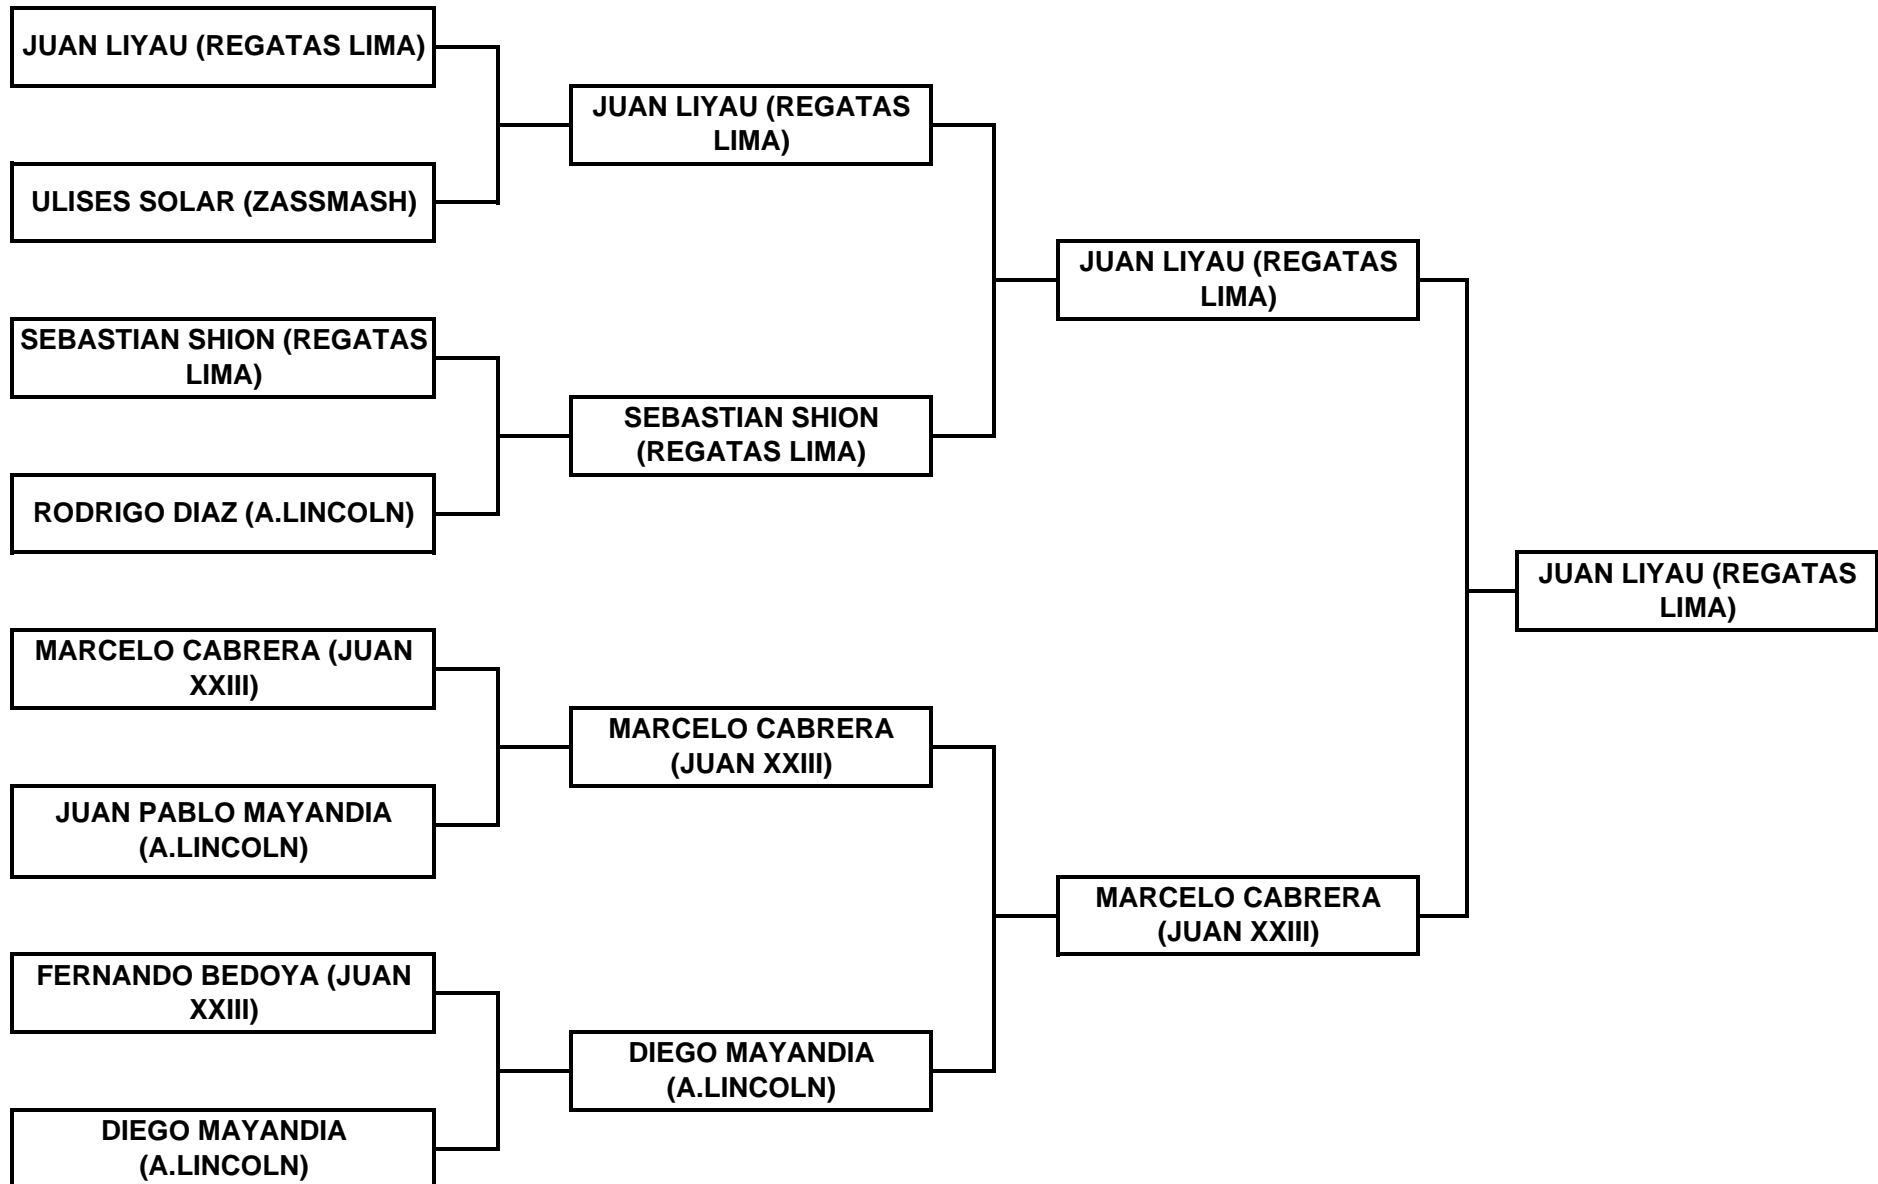 JUAN LIYAU (REGATAS LIMA)
ULISES SOLAR (ZASSMASH)
SEBASTIAN SHION (REGATAS
LIMA)
RODRIGO DIAZ (A.LINCOLN)
MARCELO CABRERA (JUAN
XXIII)
JUAN PABLO MAYANDIA
(A.LINCOLN)
FERNANDO BEDOYA (JUAN
XXIII)
DIEGO MAYANDIA
(A.LINCOLN)
JUAN LIYAU (REGATAS
LIMA)
SEBASTIAN SHION
(REGATAS LIMA)
MARCELO CABRERA
(JUAN XXIII)
DIEGO MAYANDIA
(A.LINCOLN)
JUAN LIYAU (REGATAS
LIMA)
MARCELO CABRERA
(JUAN XXIII)
JUAN LIYAU (REGATAS
LIMA)